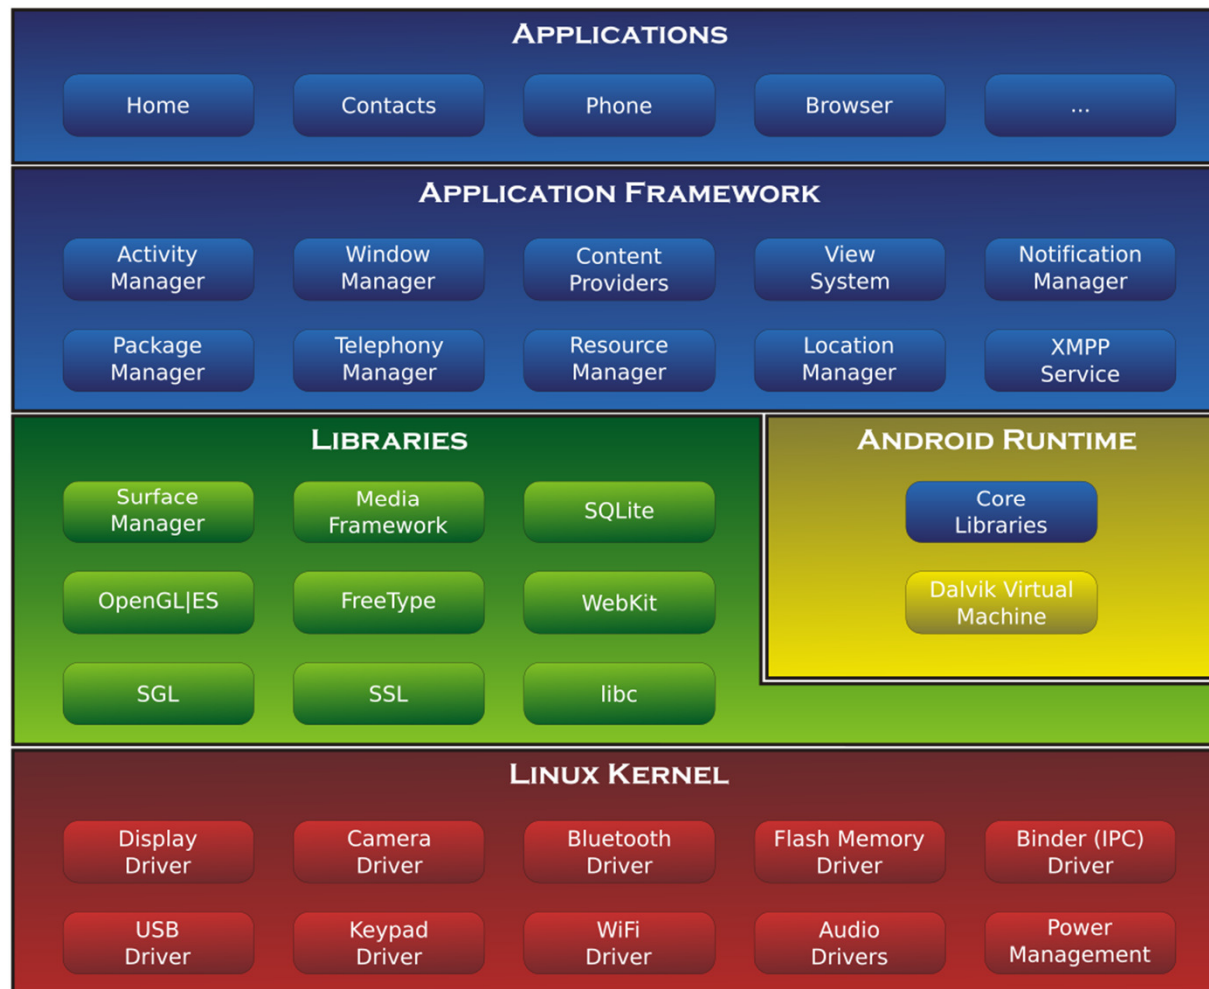 APPLICATIONS
Home
Contacts
Phone
Browser
...
APPLICATION FRAMEWORK
Activity
Manager
Window
Manager
Content
Providers
View
System
Notification
Manager
Package
Manager
Telephony
Manager
Resource
Manager
Location
Manager
XMPP
Service
LIBRARIES
Surface
Manager
Media
Framework
SQLite
OpenGL|ES
FreeType
WebKit
SGL
SSL
libc
ANDROID RUNTIME
Core
Libraries
Dalvik Virtual
Machine
LINUX KERNEL
Display
Driver
Camera
Driver
Bluetooth
Driver
Flash Memory
Driver
Binder (IPC)
Driver
USB
Driver
Keypad
Driver
WiFi
Driver
Audio
Drivers
Power
Management